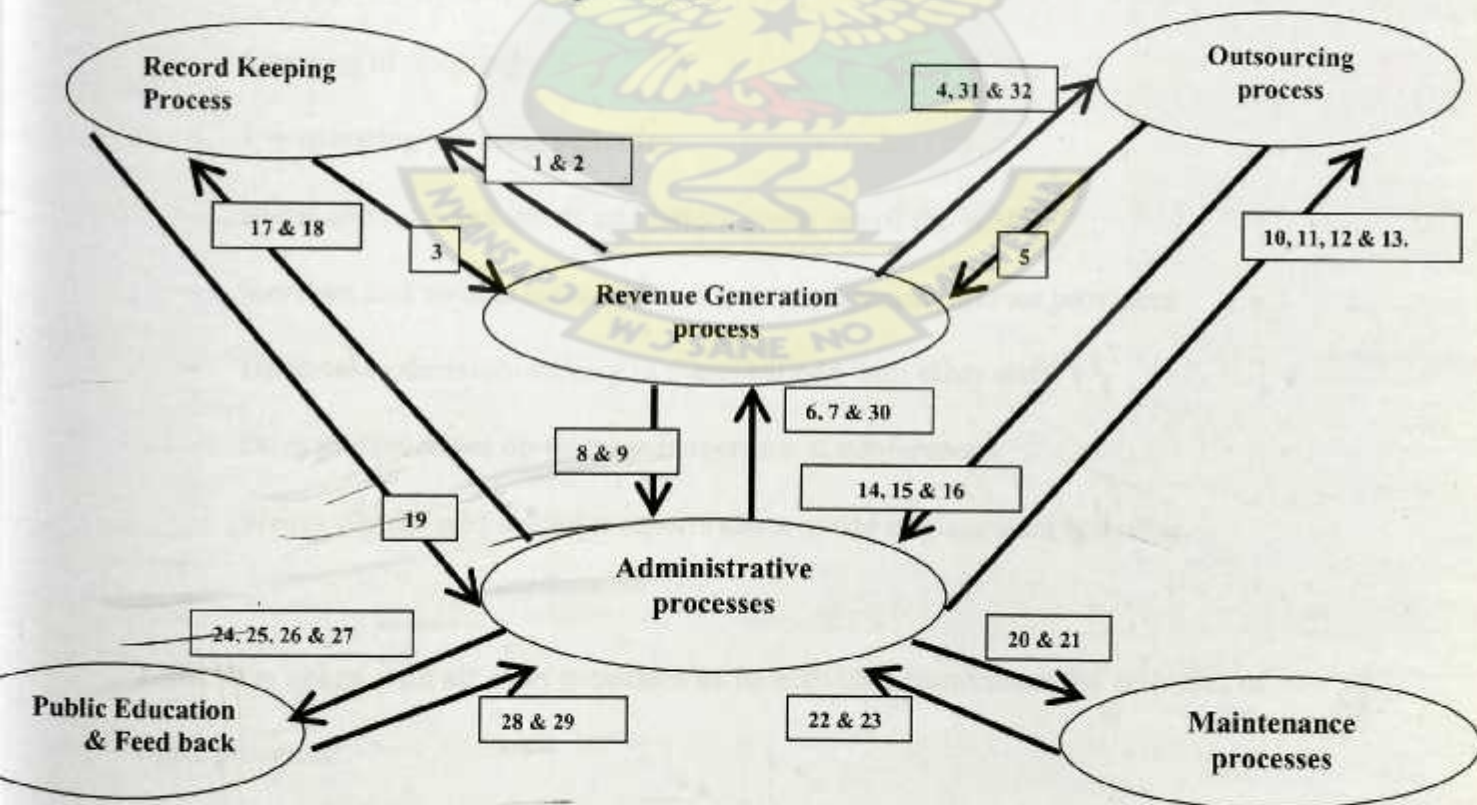 Record Keeping
Process
Outsourcing
process
4, 31 & 32
1 & 2
17 & 18
10, 11, 12 & 13.
3
5
Revenue Generation
process
W J SANE NO
6, 7 & 30
8 & 9
14, 15 & 16
19
Administrative
processes
24, 25, 26 & 27
20 & 21
Public Education
& Feed back
28 & 29
22 & 23
Maintenance
processes